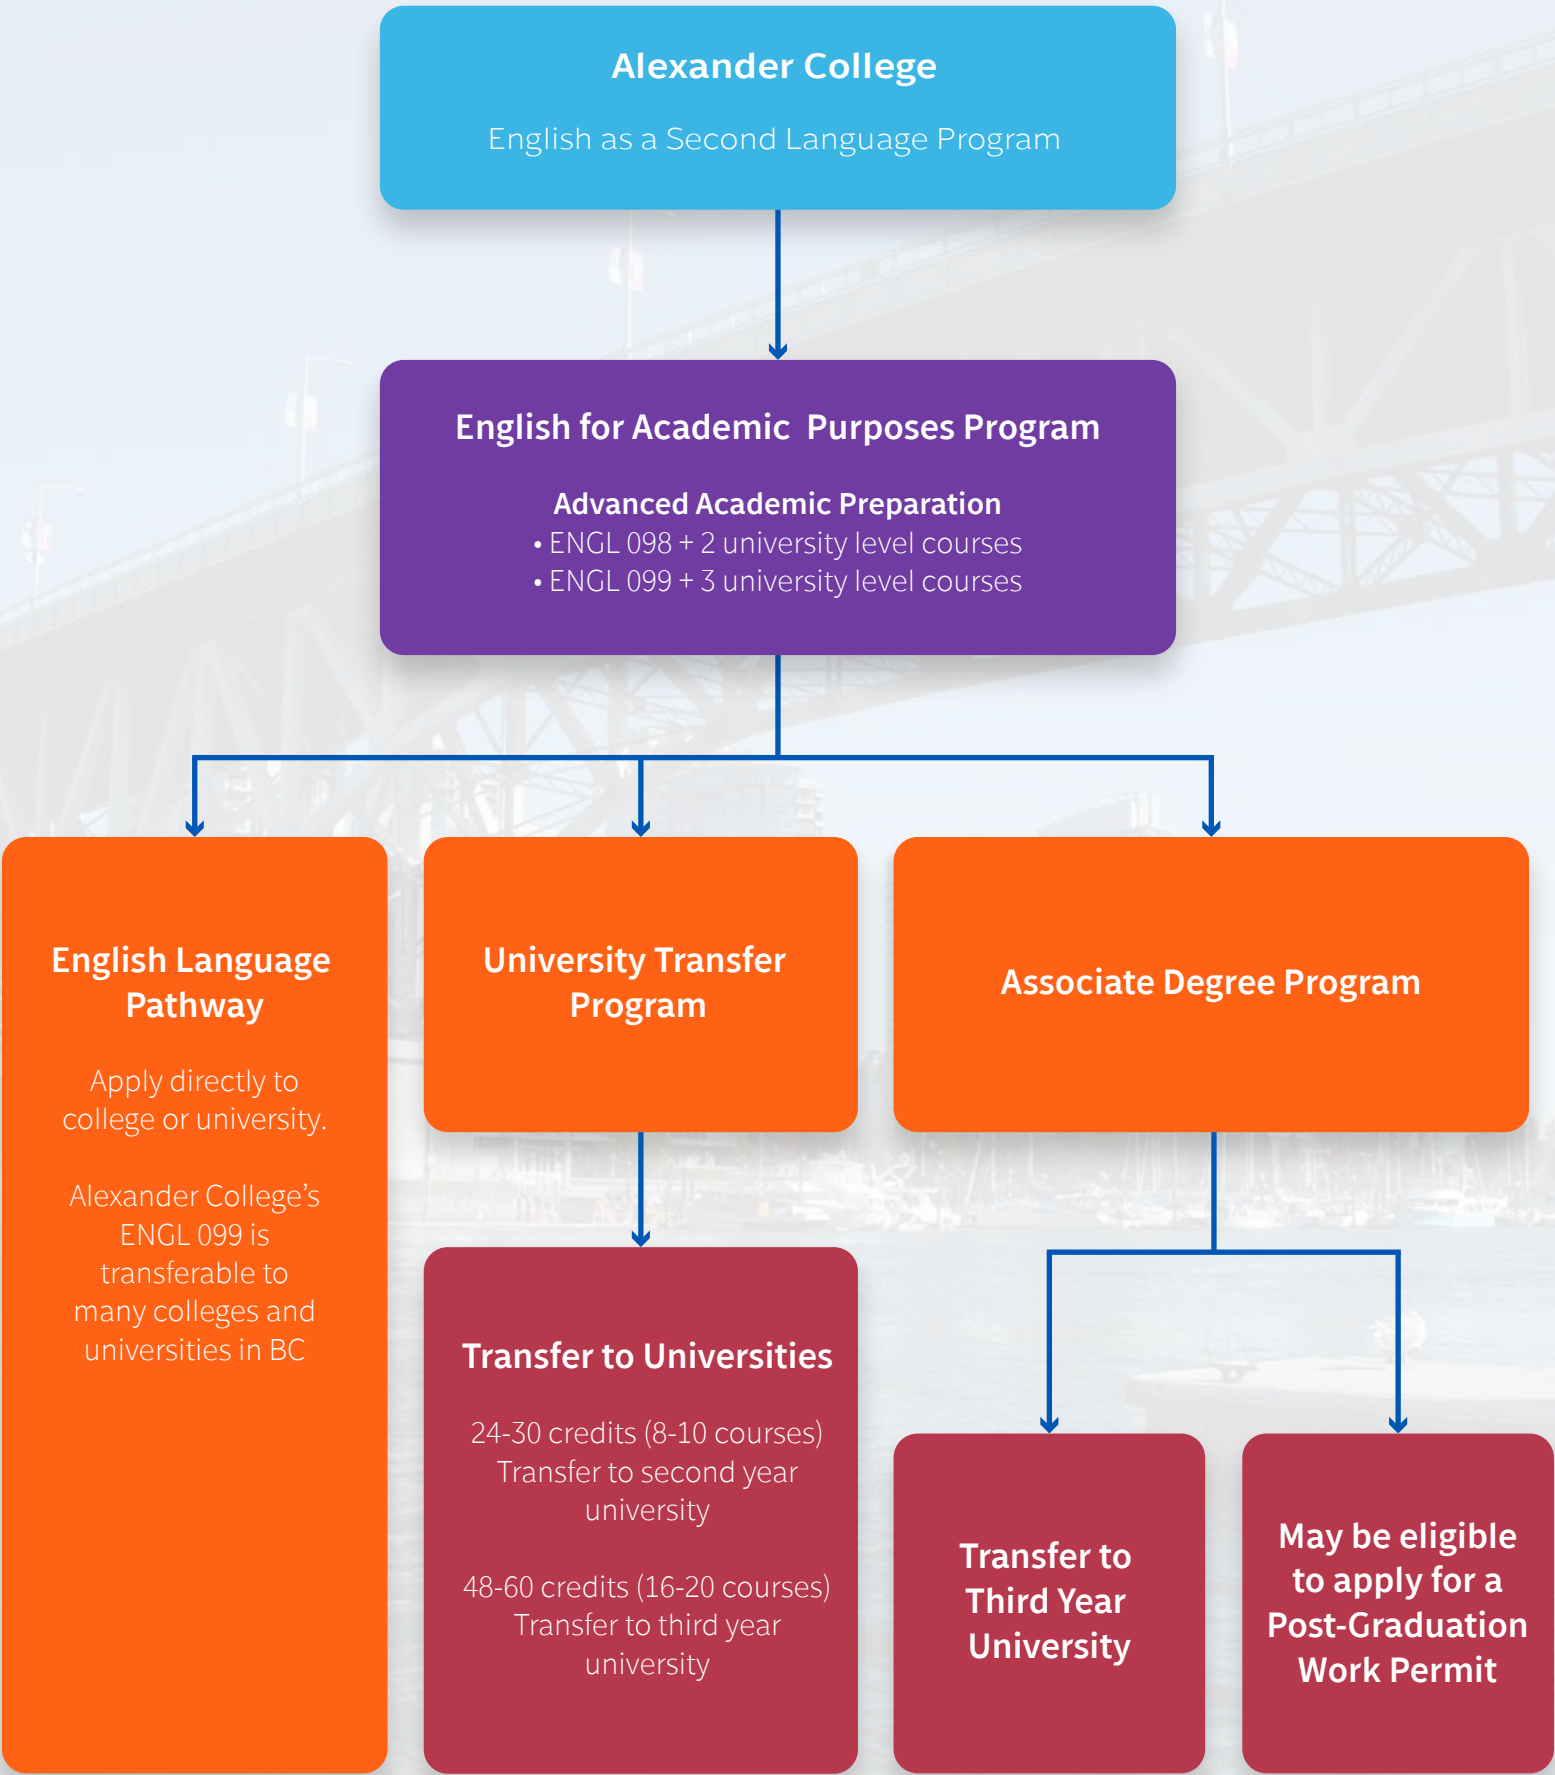 Alexander College
English as a Second Language Program
English for Academic Purposes Program
Advanced Academic Preparation
• ENGL 098 + 2 university level courses
• ENGL 099 + 3 university level courses
English Language
Pathway
Apply directly to
college or university.
Alexander College’s
ENGL 099 is
transferable to
many colleges and
universities in BC
University Transfer
Program
Transfer to Universities
24-30 credits (8-10 courses)
Transfer to second year
university
48-60 credits (16-20 courses)
Transfer to third year
university
Associate Degree Program
Transfer to
Third Year
University
May be eligible
to apply for a
Post-Graduation
Work Permit